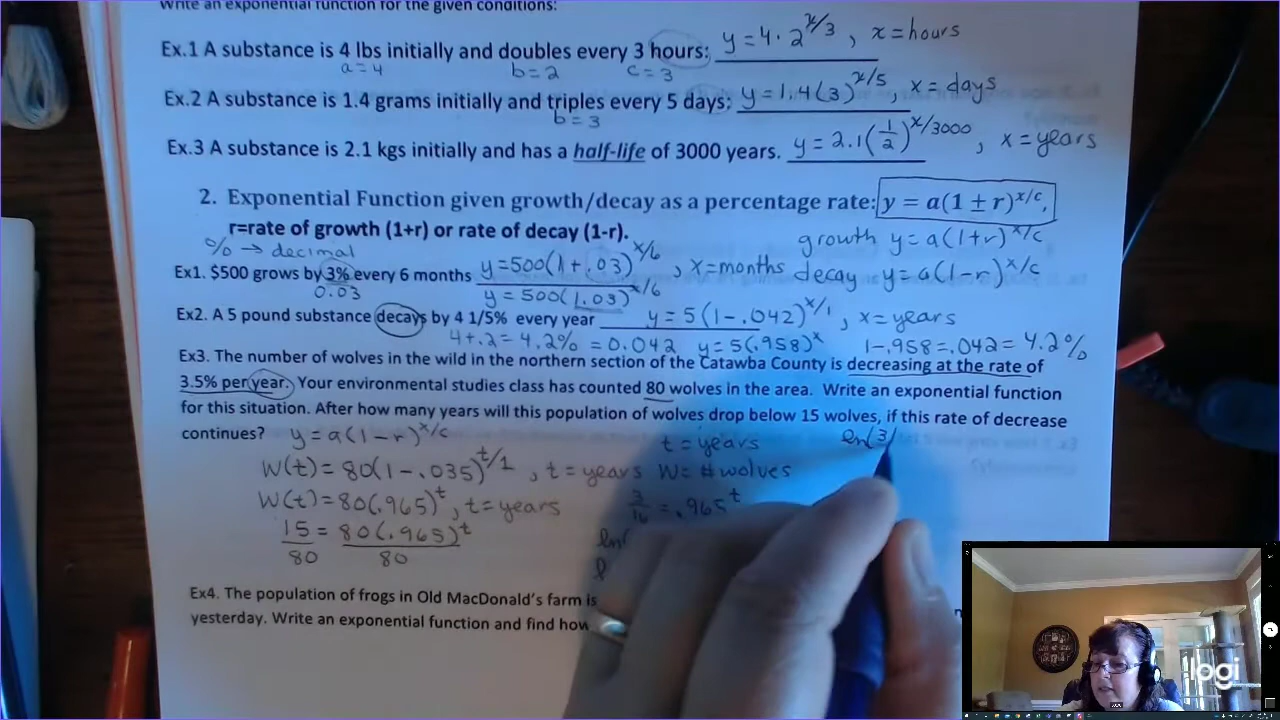 Write an exponential function for the given conditions:
Ex.1 A substance is 4 lbs initially and doubles every 3 hours: y = 4 · 2^x/3 , x = hours
a = 4 b = 2 c = 3
Ex.2 A substance is 1.4 grams initially and triples every 5 days: y = 1.4(3)^x/5, x = days
b = 3
Ex.3 A substance is 2.1 kgs initially and has a half-life of 3000 years. y = 2.1(1/2)^x/3000 , x = years
2. Exponential Function given growth/decay as a percentage rate: y = a(1 ± r)^x/c,
r=rate of growth (1+r) or rate of decay (1-r).
growth y = a(1+r)^x/c
% → decimal
Ex1. $500 grows by 3% every 6 months y = 500(1 + .03)^x/6 , x = months decay y = a(1-r)^x/c
0.03 y = 500(1.03)^x/6
Ex2. A 5 pound substance decays by 4 1/5% every year y = 5(1 - .042)^x/1 , x = years
4 + .2 = 4.2% = 0.042 y = 5(.958)^x 1 - .958 = .042 = 4.2%
Ex3. The number of wolves in the wild in the northern section of the Catawba County is decreasing at the rate of
3.5% per year. Your environmental studies class has counted 80 wolves in the area. Write an exponential function
for this situation. After how many years will this population of wolves drop below 15 wolves, if this rate of decrease
continues? y = a(1-r)^x/c t = years ln(3/
W(t) = 80(1 - .035)^t/1 , t = years W = # wolves
W(t) = 80(.965)^t, t = years 3/16 = .965^t
15/80 = 80(.965)^t/80 ln(
Ex4. The population of frogs in Old MacDonald's farm is
yesterday. Write an exponential function and find how
logi